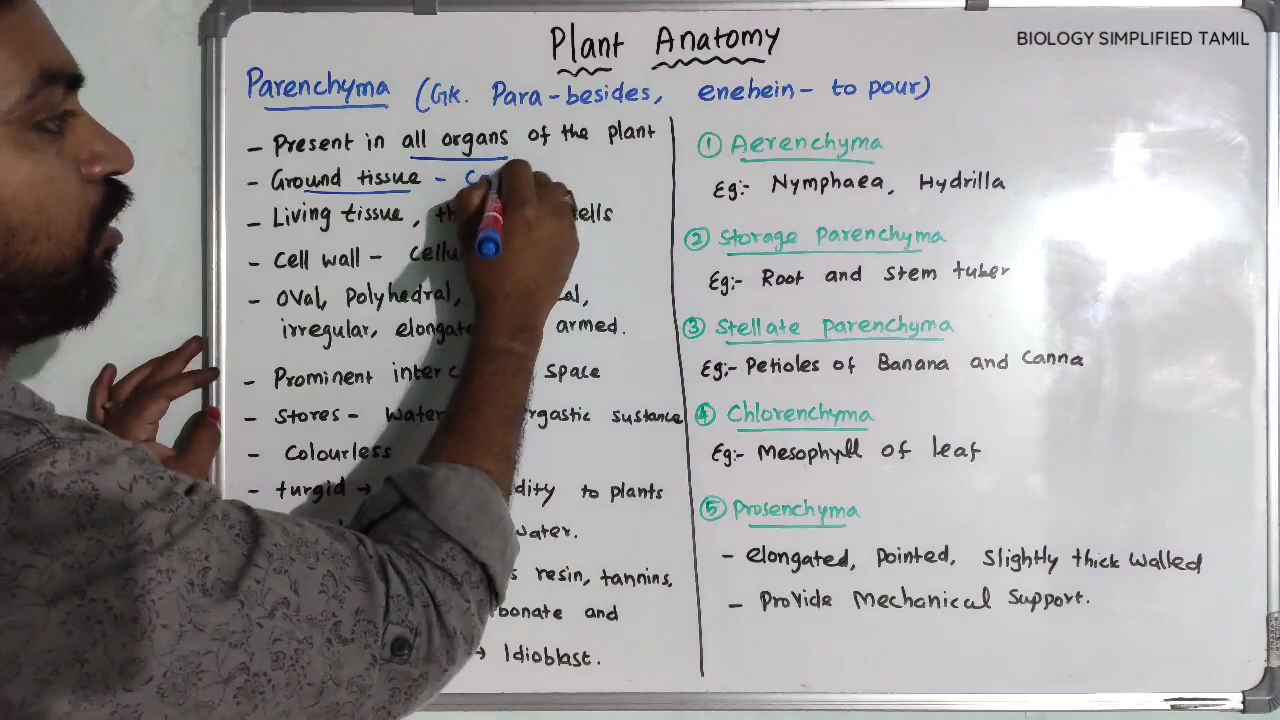 Plant Anatomy
BIOLOGY SIMPLIFIED TAMIL
Parenchyma (Gk. Para-besides, enehein- to pour)
- Present in all organs of the plant
- Ground tissue -
- Living tissue,
- Cell wall -
- Oval, Polyhedral,
irregular, armed.
- Prominent space
- Stores- Water sustance
- Colourless
- turgid → to plants
water.
resin, tannins,
and
→ Idioblast.
① Aerenchyma
Eg:- Nymphaea, Hydrilla
② Storage Parenchyma
Eg:- Root and Stem tuber
③ Stellate parenchyma
Eg:- Petioles of Banana and Canna
④ Chlorenchyma
Eg:- Mesophyll of leaf
⑤ Prosenchyma
- elongated, Pointed, Slightly thick walled
- Provide Mechanical Support.